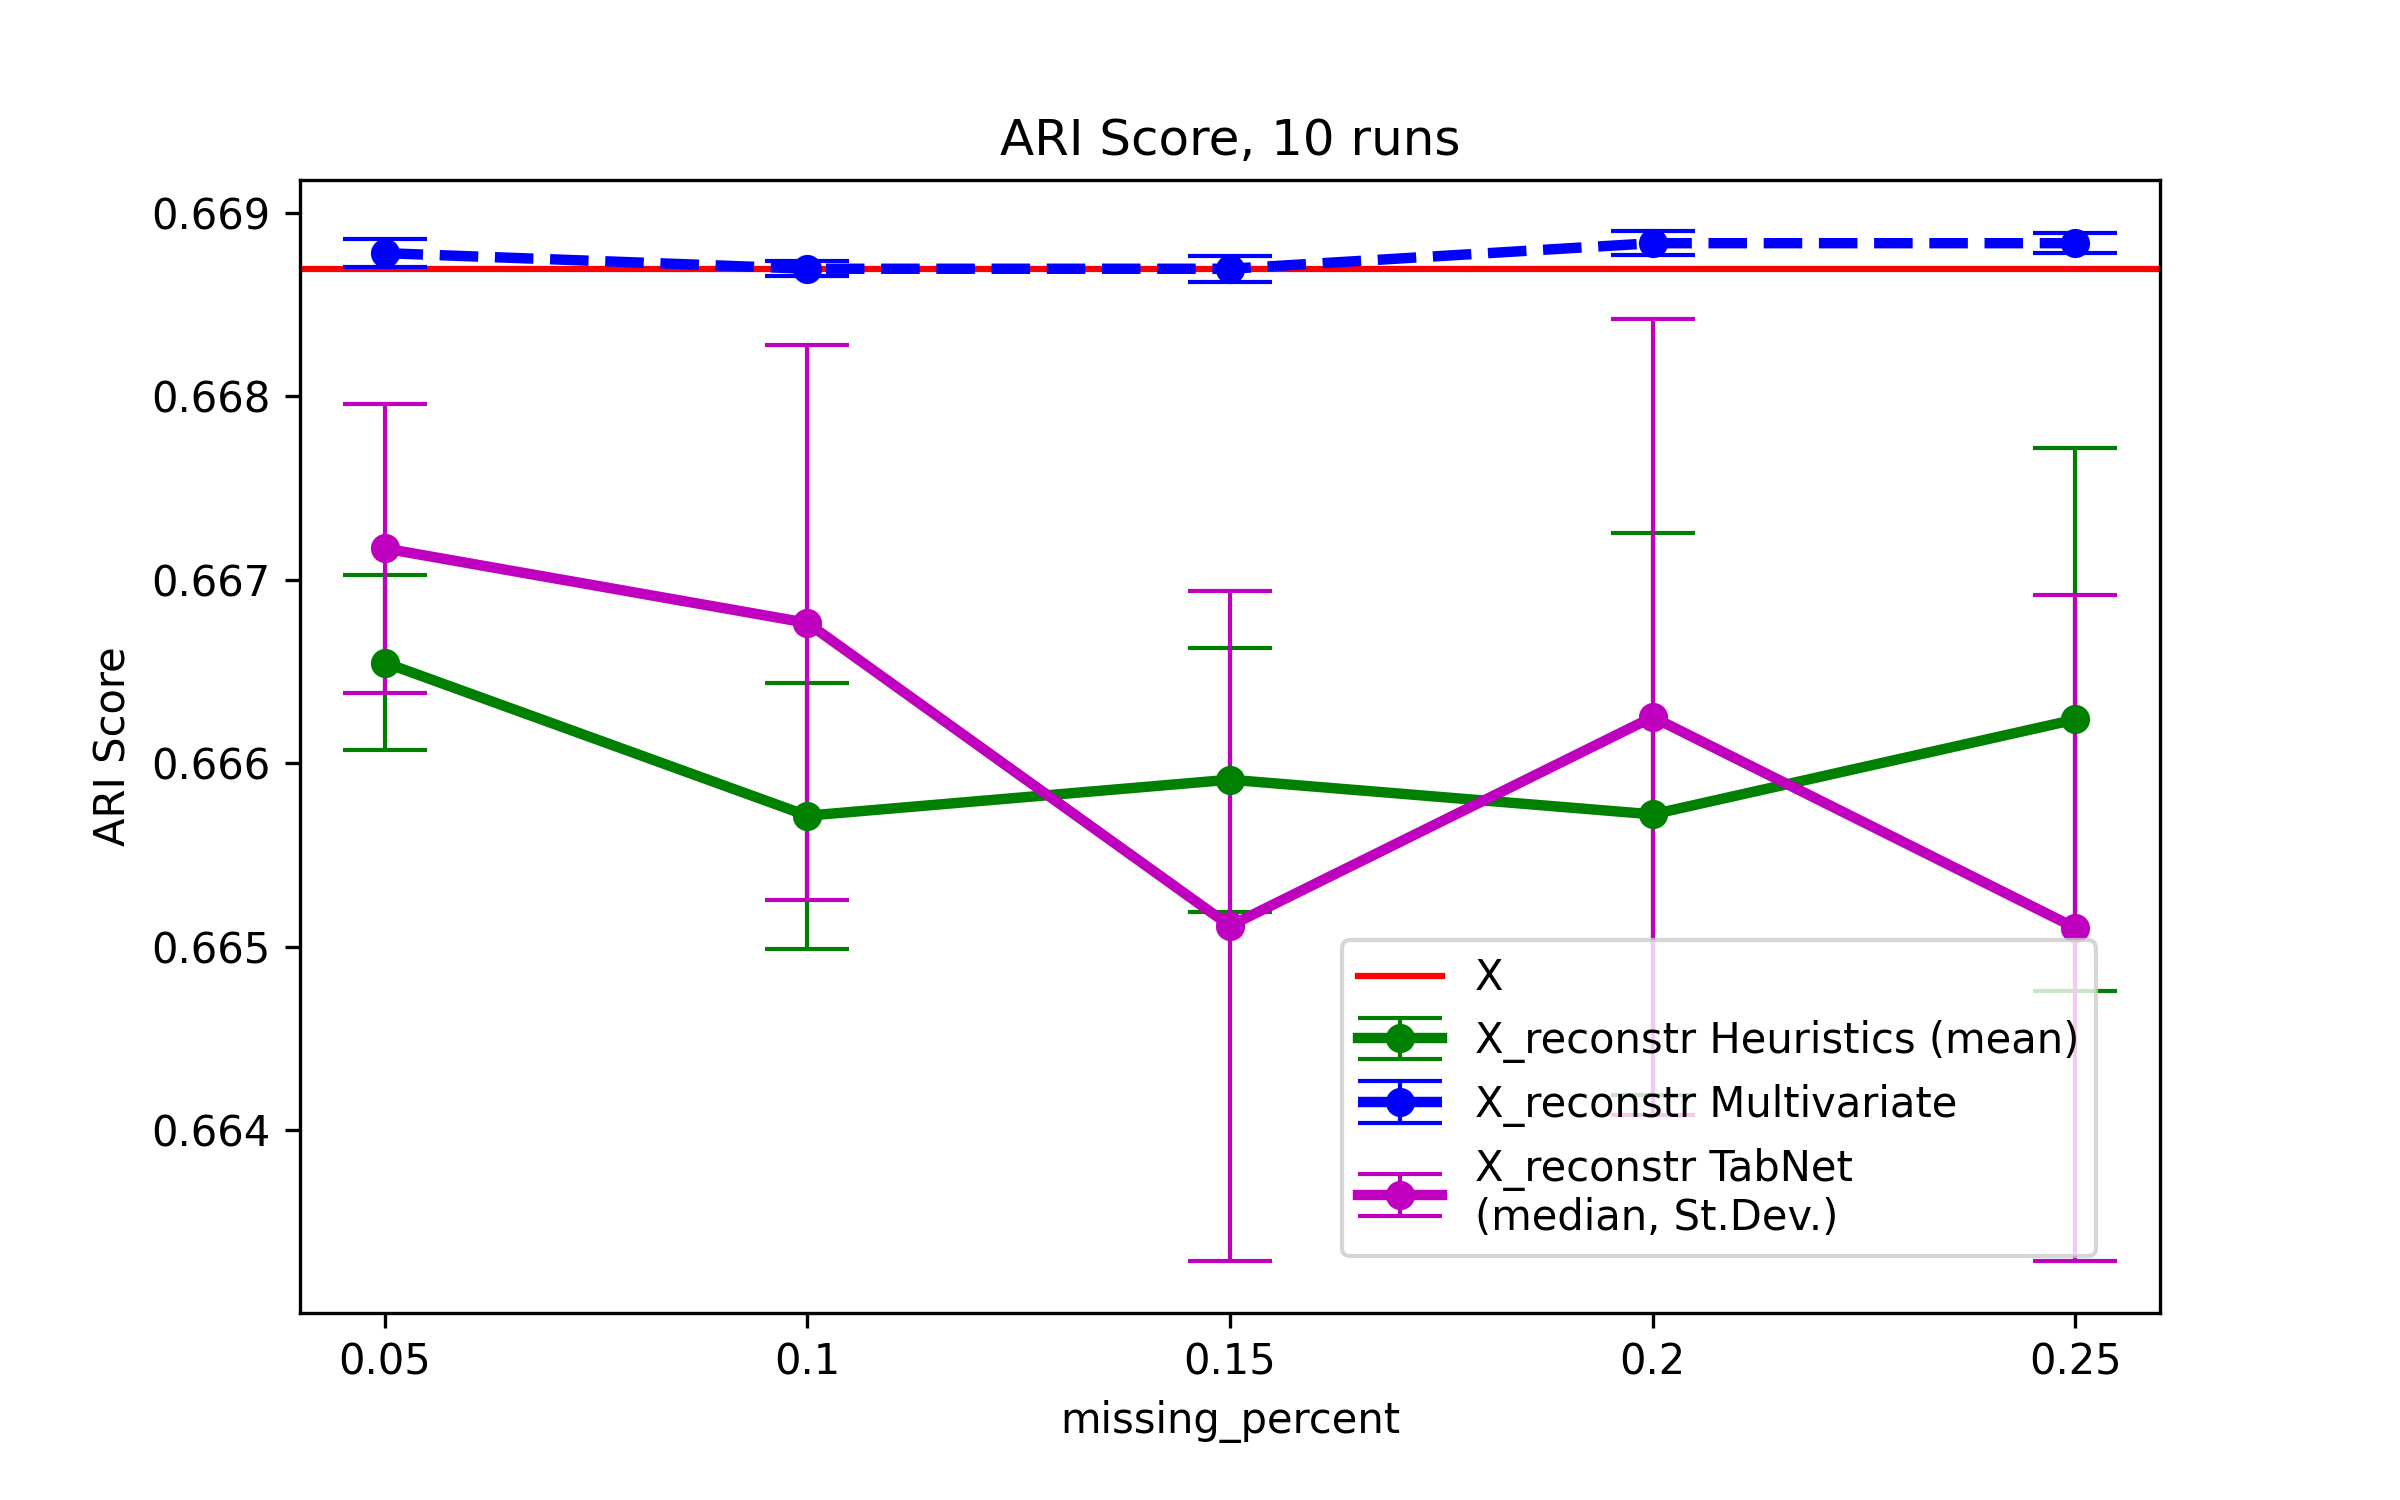 ARI Score, 10 runs
0.669
0.668
0.667
0.666
0.665
0.664
ARI Score
X
X_reconstr Heuristics (mean)
X_reconstr Multivariate
X_reconstr TabNet
(median, St.Dev.)
0.05 0.1 0.15 0.2 0.25
missing_percent